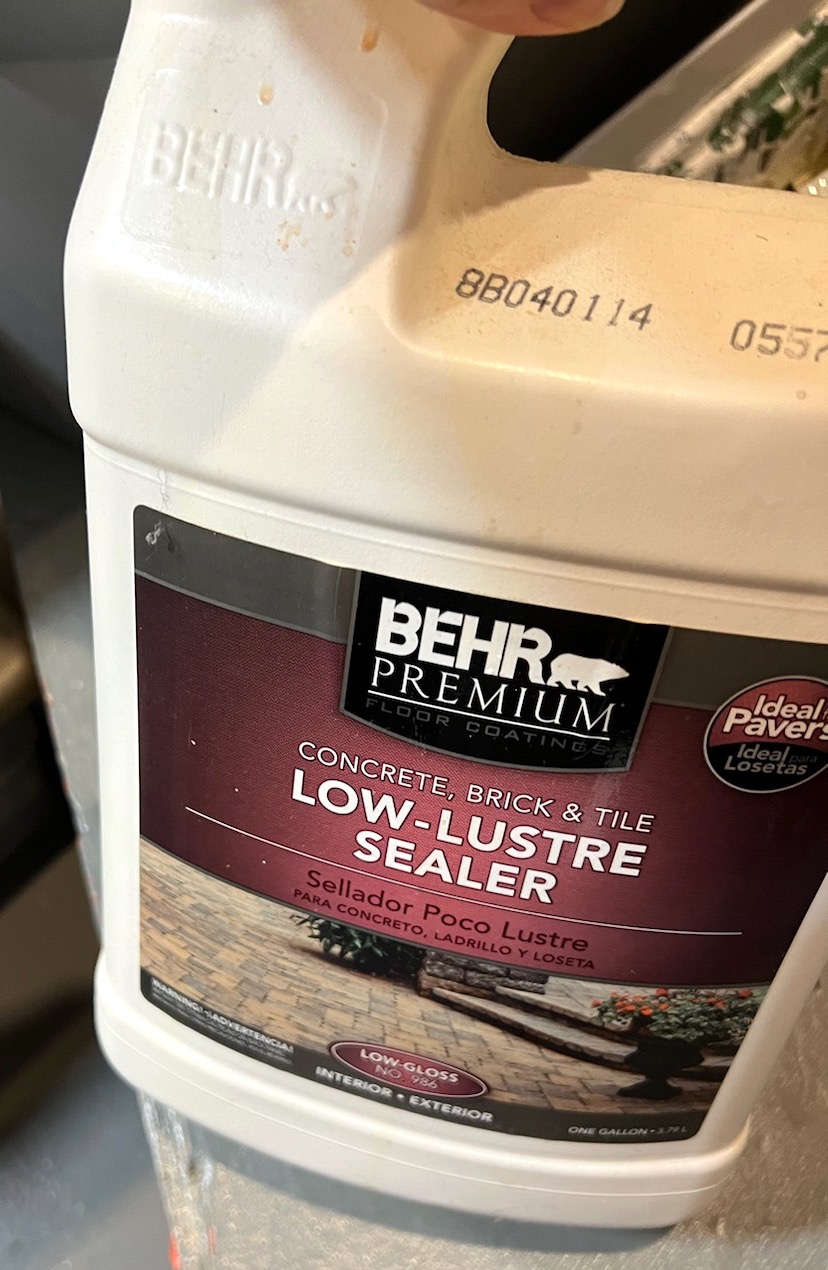 BEHR
8B040114
0557
BEHR
PREMIUM
FLOOR COATINGS
Ideal
Pavers
Ideal para
Losetas
CONCRETE, BRICK & TILE
LOW-LUSTRE
SEALER
Sellador Poco Lustre
PARA CONCRETO, LADRILLO Y LOSETA
WARNING! ¡ADVERTENCIA!
LOW-GLOSS
NO. 986
INTERIOR • EXTERIOR
ONE GALLON • 3.79 L